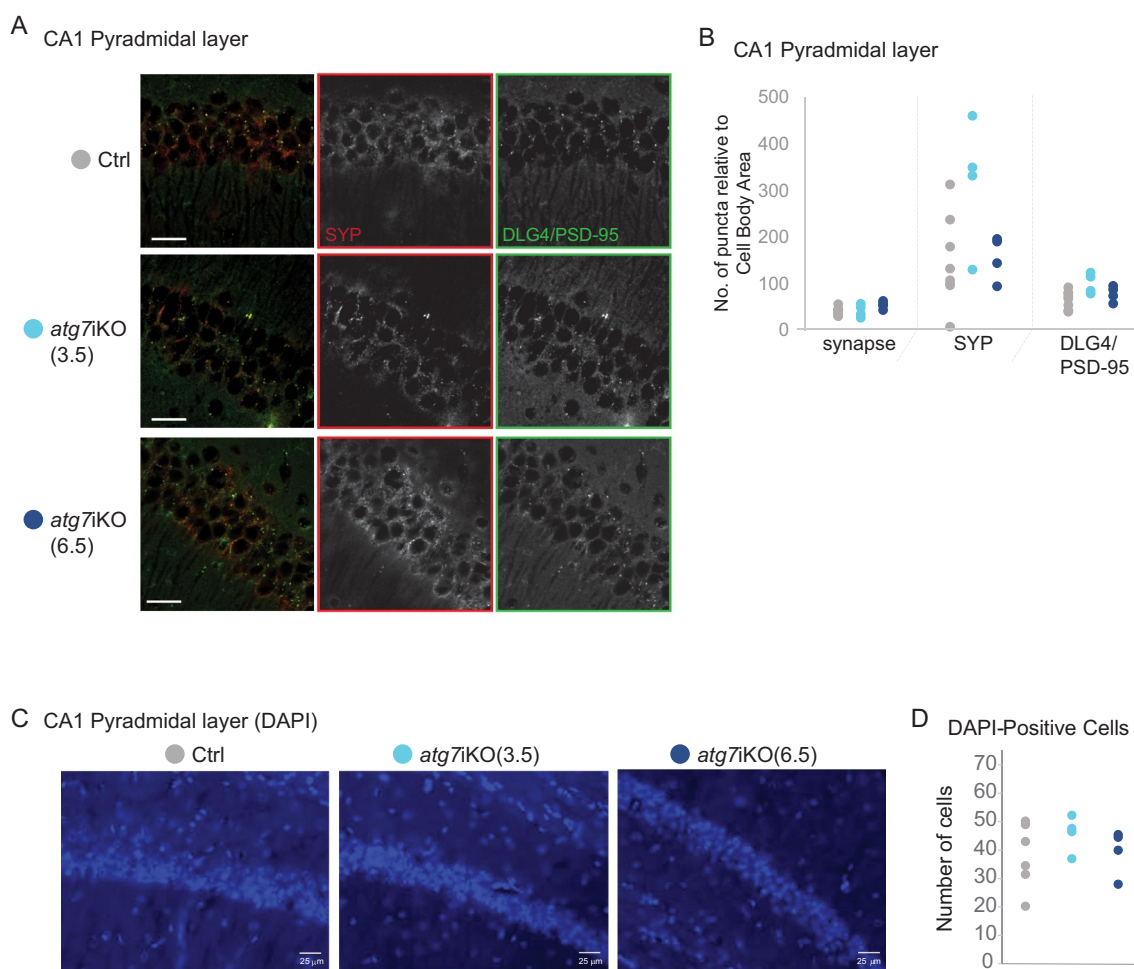 A
CA1 Pyradmidal layer
Ctrl
SYP
DLG4/PSD-95
atg7iKO
(3.5)
atg7iKO
(6.5)
B
CA1 Pyradmidal layer
No. of puncta relative to
Cell Body Area
500
400
300
200
100
0
synapse
SYP
DLG4/
PSD-95
C
CA1 Pyradmidal layer (DAPI)
Ctrl
atg7iKO(3.5)
atg7iKO(6.5)
25 µm
25 µm
25 µm
D
DAPI-Positive Cells
Number of cells
70
60
50
40
30
20
10
0